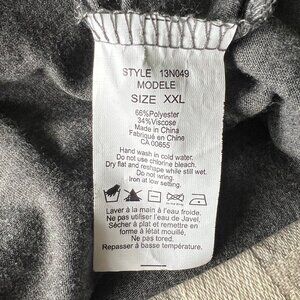 STYLE 13N049
MODELE
SIZE XXL
66%Polyester
34%Viscose
Made in China
Fabriqué en Chine
CA 00655
Hand wash in cold water.
Do not use chlorine bleach.
Dry flat and reshape while still wet.
Do not wring.
Iron at low setting.
Laver à la main à l'eau froide.
Ne pas utiliser l'eau de Javel.
Sécher à plat et remettre en
forme à létat mouillé,
Ne pas tordre.
Repasser à basse température.